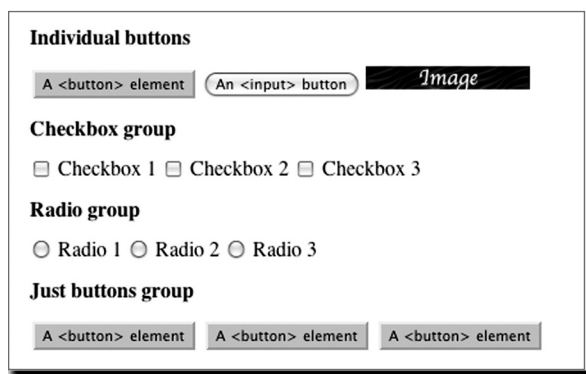 Individual buttons
A <button> element An <input> button Image
Checkbox group
Checkbox 1 Checkbox 2 Checkbox 3
Radio group
Radio 1 Radio 2 Radio 3
Just buttons group
A <button> element A <button> element A <button> element